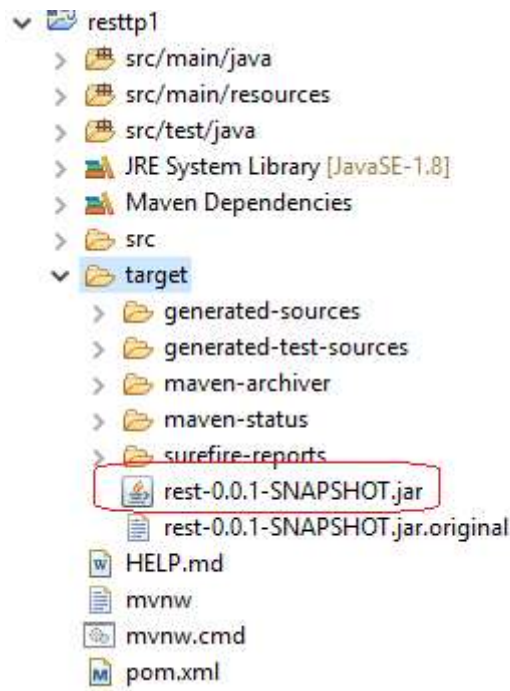 resttp1
src/main/java
src/main/resources
src/test/java
JRE System Library [JavaSE-1.8]
Maven Dependencies
src
target
generated-sources
generated-test-sources
maven-archiver
maven-status
surefire-reports
rest-0.0.1-SNAPSHOT.jar
rest-0.0.1-SNAPSHOT.jar.original
HELP.md
mvnw
mvnw.cmd
pom.xml